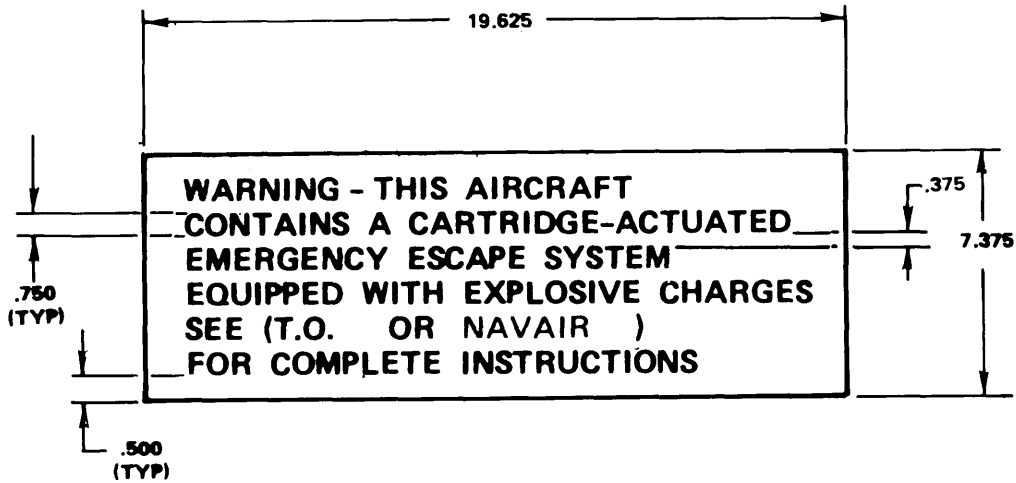 19.625
WARNING - THIS AIRCRAFT
CONTAINS A CARTRIDGE-ACTUATED
EMERGENCY ESCAPE SYSTEM
EQUIPPED WITH EXPLOSIVE CHARGES
SEE (T.O. OR NAVAIR )
FOR COMPLETE INSTRUCTIONS
.375
7.375
.750
(TYP)
.500
(TYP)